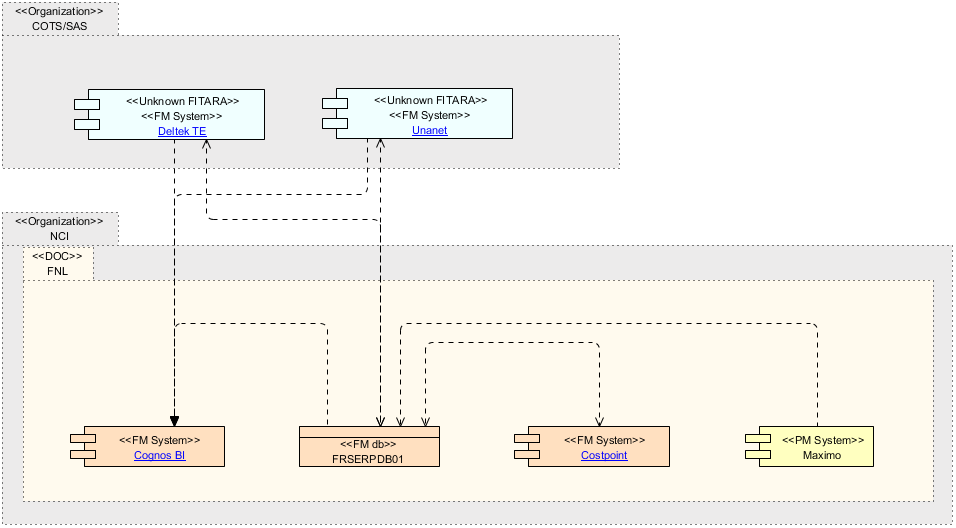 <<Organization>>
COTS/SAS
<<Unknown FITARA>>
<<FM System>>
Deltek TE
<<Unknown FITARA>>
<<FM System>>
Unanet
<<Organization>>
NCI
<<DOC>>
FNL
<<FM System>>
Cognos BI
<<FM db>>
FRSERPDB01
<<FM System>>
Costpoint
<<PM System>>
Maximo